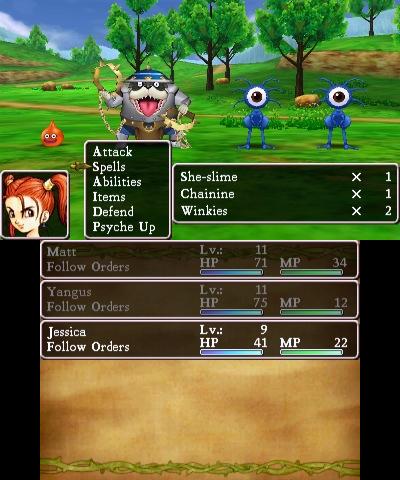 Attack
Spells
Abilities
Items
Defend
Psyche Up
She-slime × 1
Chainine × 1
Winkies × 2
Matt Lv.: 11
Follow Orders HP 71 MP 34
Yangus Lv.: 11
Follow Orders HP 75 MP 12
Jessica Lv.: 9
Follow Orders HP 41 MP 22